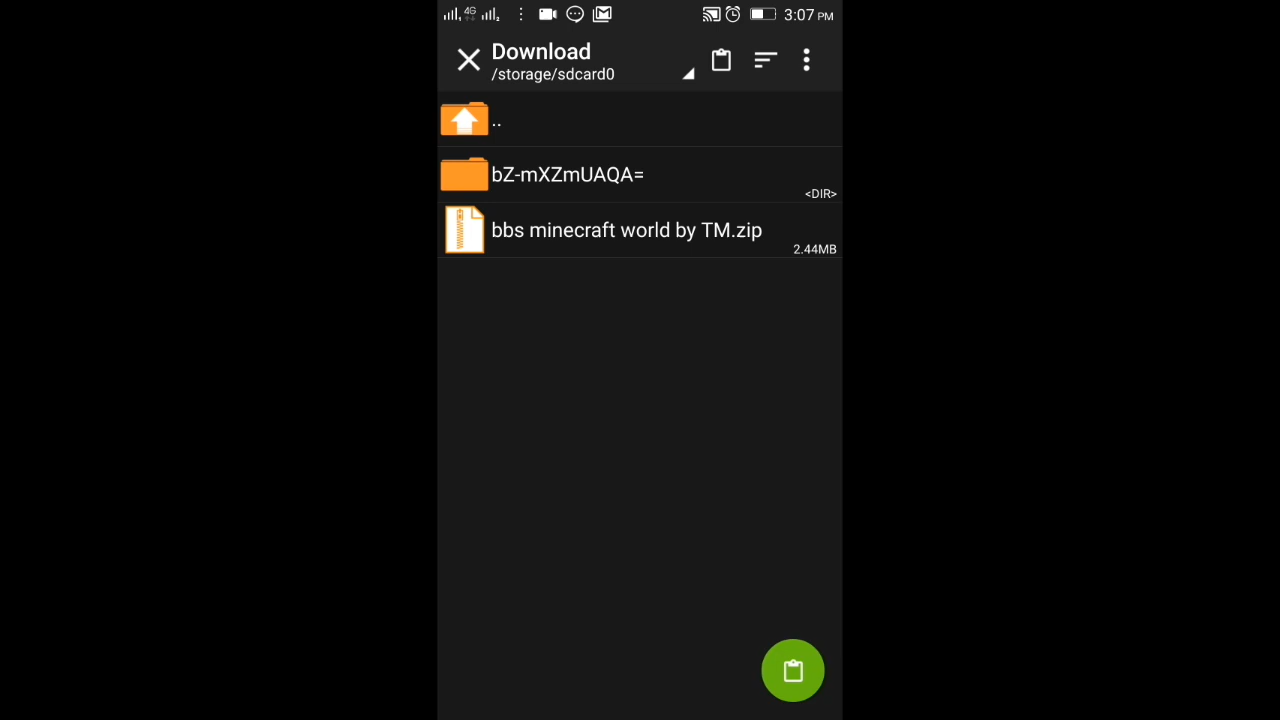 4G 3:07 PM
Download
/storage/sdcard0
..
bZ-mXZmUAQA=
<DIR>
bbs minecraft world by TM.zip
2.44MB